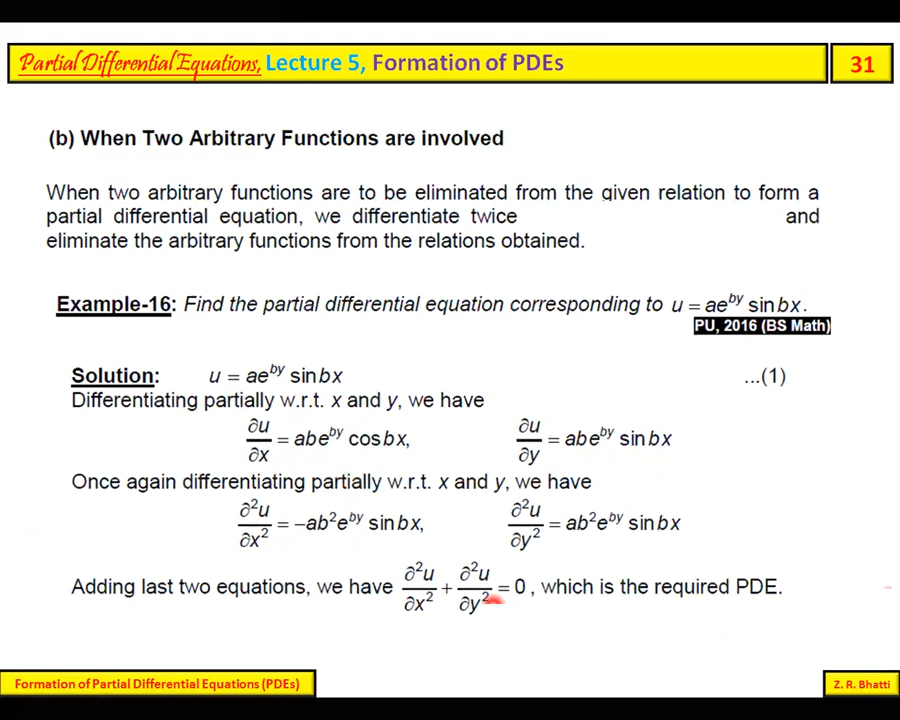 Partial Differential Equations, Lecture 5, Formation of PDEs 31
(b) When Two Arbitrary Functions are involved
When two arbitrary functions are to be eliminated from the given relation to form a
partial differential equation, we differentiate twice and
eliminate the arbitrary functions from the relations obtained.
Example-16: Find the partial differential equation corresponding to u = ae^{by} sin bx.
PU, 2016 (BS Math)
Solution: u = ae^{by} sin bx ...(1)
Differentiating partially w.r.t. x and y, we have
∂u/∂x = abe^{by} cos bx, ∂u/∂y = abe^{by} sin bx
Once again differentiating partially w.r.t. x and y, we have
∂²u/∂x² = –ab²e^{by} sin bx, ∂²u/∂y² = ab²e^{by} sin bx
Adding last two equations, we have ∂²u/∂x² + ∂²u/∂y² = 0, which is the required PDE.
Formation of Partial Differential Equations (PDEs) Z. R. Bhatti